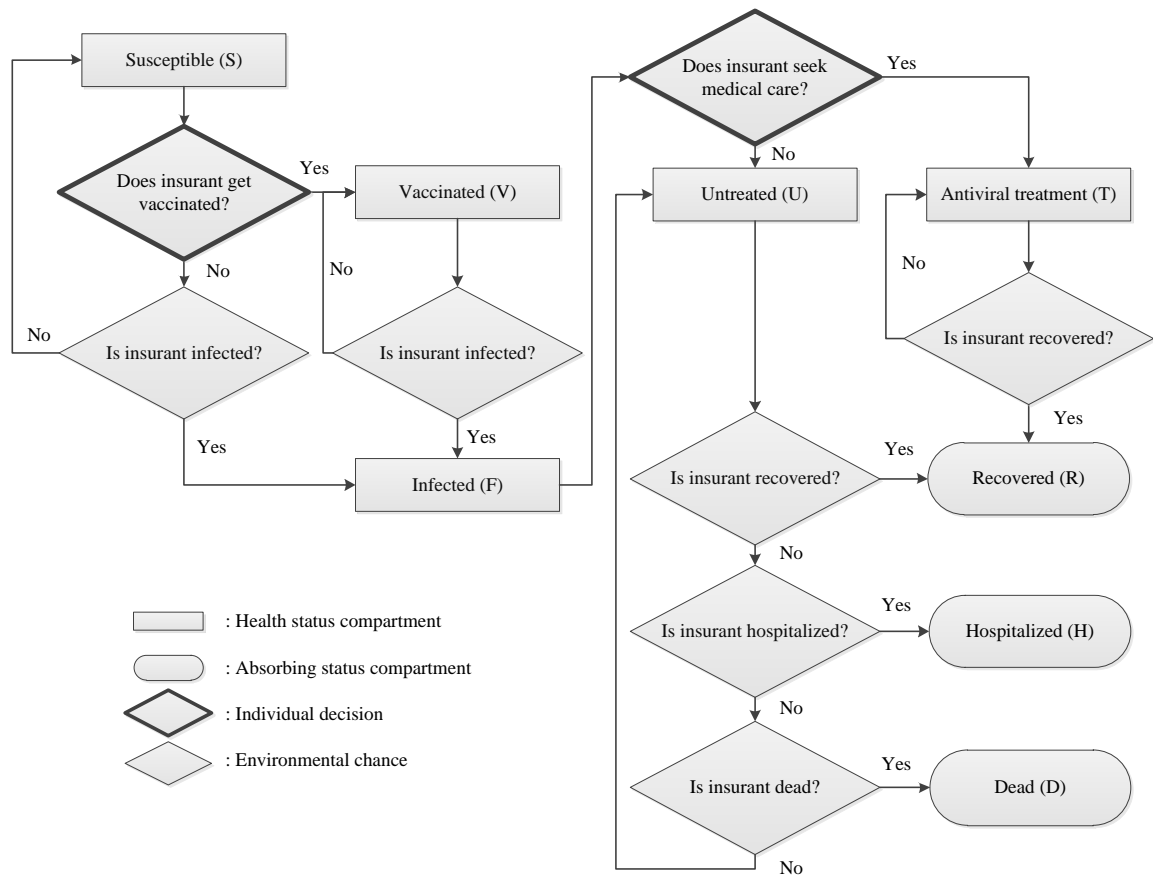 Susceptible (S)
Does insurant get
vaccinated?
Yes
No
Vaccinated (V)
No
Is insurant infected?
No
Is insurant infected?
Yes
Yes
Infected (F)
Does insurant seek
medical care?
Yes
No
Untreated (U)
Antiviral treatment (T)
No
Is insurant recovered?
Yes
Is insurant recovered?
Yes
Recovered (R)
No
Is insurant hospitalized?
Yes
Hospitalized (H)
No
Is insurant dead?
Yes
Dead (D)
No
: Health status compartment
: Absorbing status compartment
: Individual decision
: Environmental chance